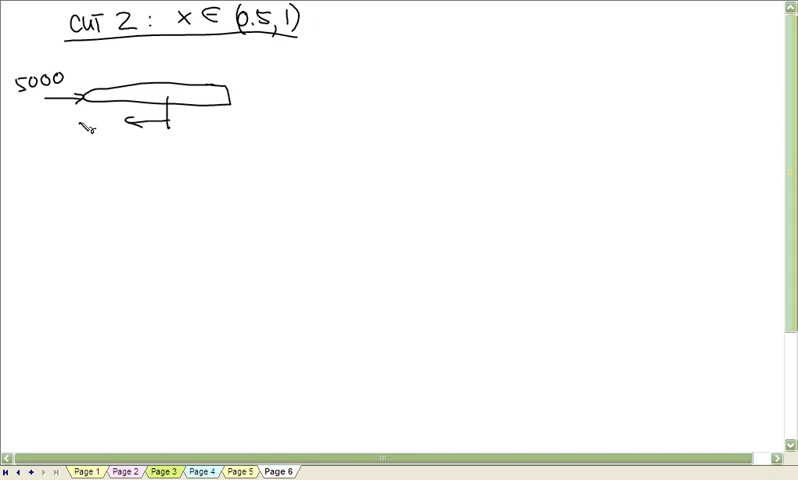 CUT 2 : x ∈ (0.5, 1)
5000
Page 1 Page 2 Page 3 Page 4 Page 5 Page 6